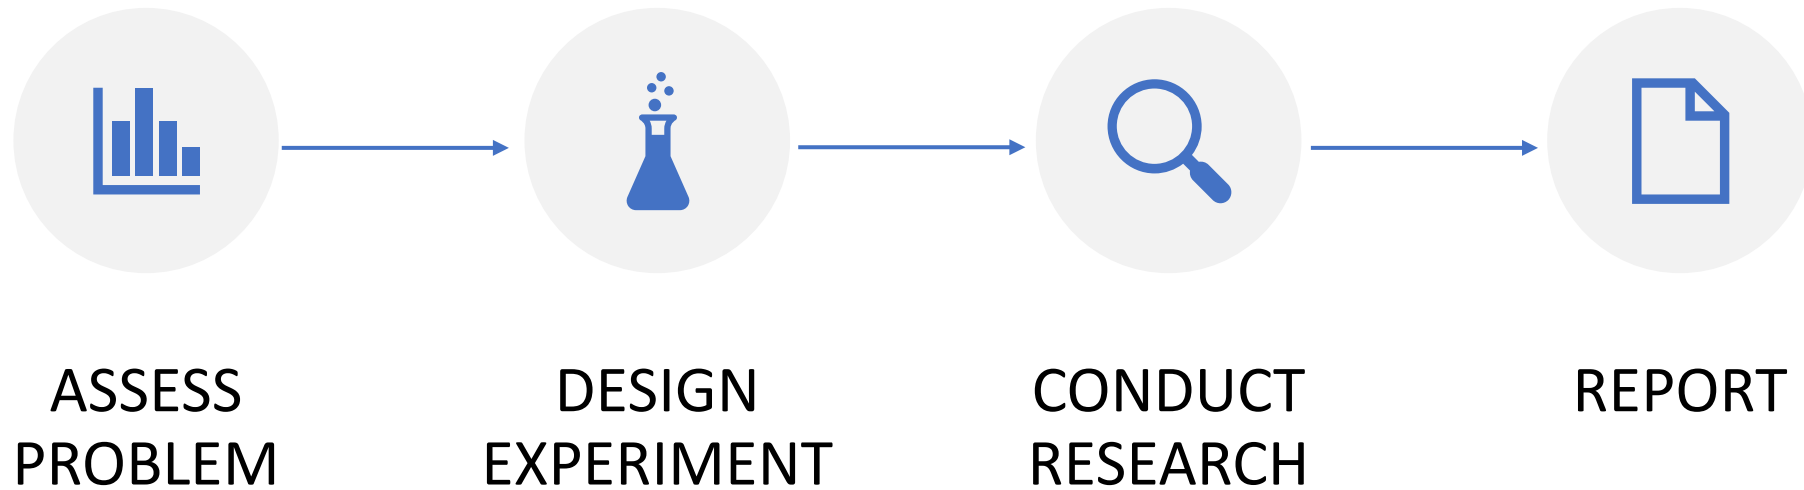 ASSESS
PROBLEM
DESIGN
EXPERIMENT
CONDUCT
RESEARCH
REPORT